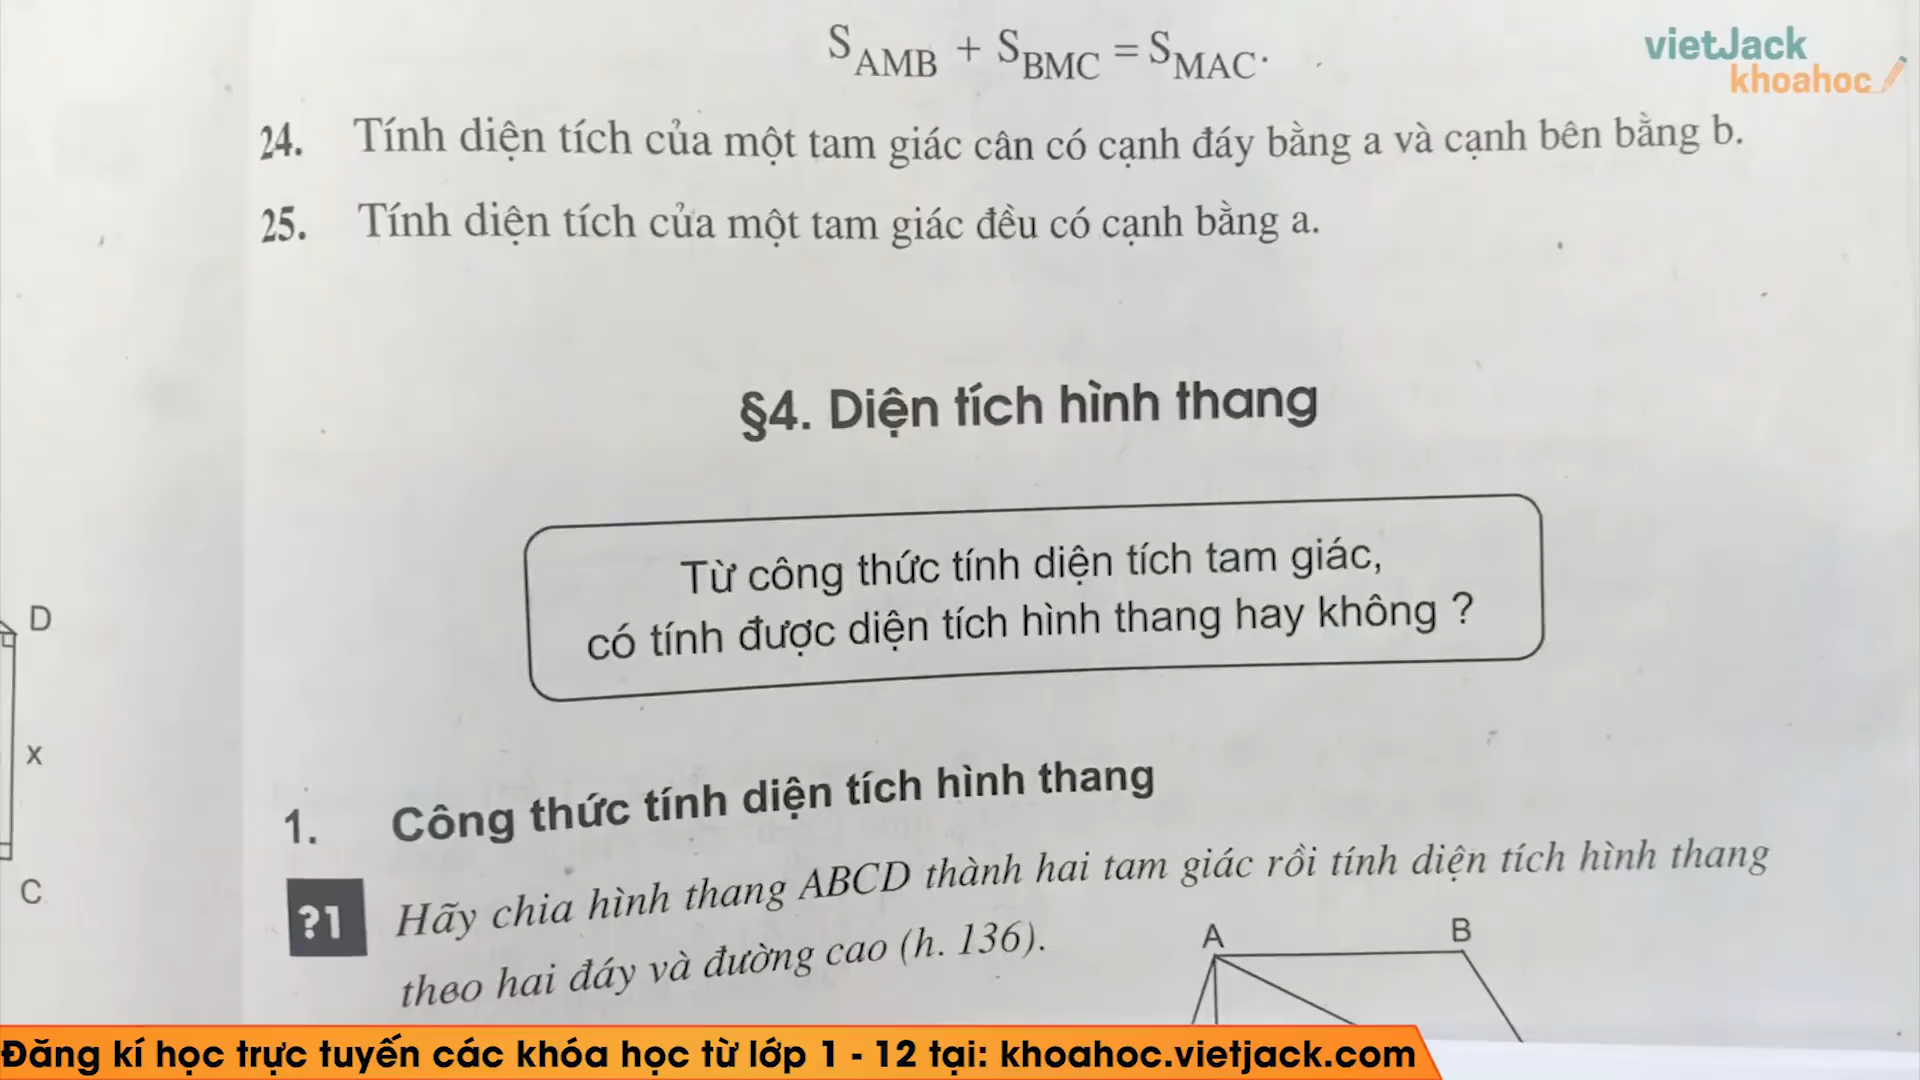 S_AMB + S_BMC = S_MAC.
vietJack
khoahoc
24. Tính diện tích của một tam giác cân có cạnh đáy bằng a và cạnh bên bằng b.
25. Tính diện tích của một tam giác đều có cạnh bằng a.
§4. Diện tích hình thang
Từ công thức tính diện tích tam giác,
có tính được diện tích hình thang hay không ?
D
x
C
1. Công thức tính diện tích hình thang
?1 Hãy chia hình thang ABCD thành hai tam giác rồi tính diện tích hình thang
theo hai đáy và đường cao (h. 136).
A B
Đăng kí học trực tuyến các khóa học từ lớp 1 - 12 tại: khoahoc.vietjack.com